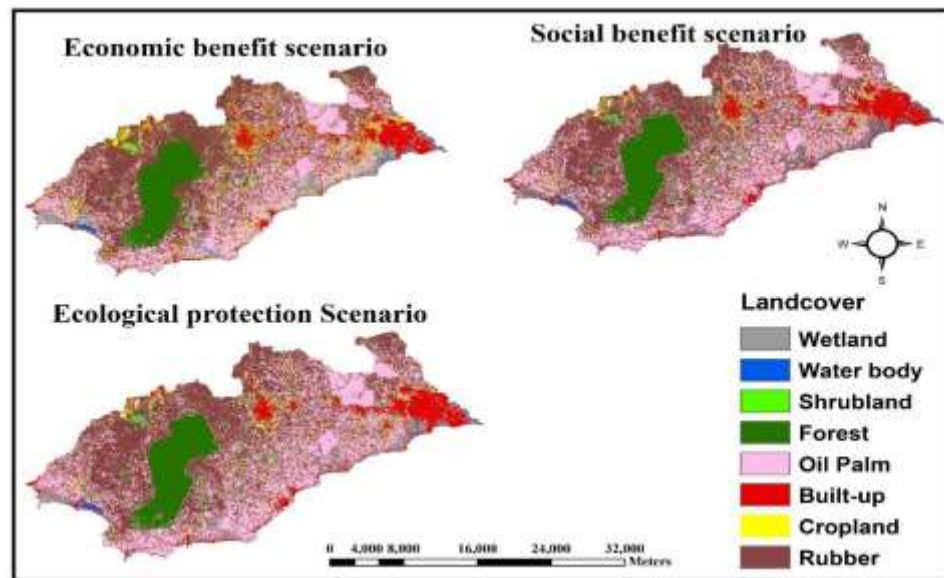 Economic benefit scenario
Social benefit scenario
Ecological protection Scenario
N
W E
S
Landcover
Wetland
Water body
Shrubland
Forest
Oil Palm
Built-up
Cropland
Rubber
0 4,000 8,000 16,000 24,000 32,000
Meters